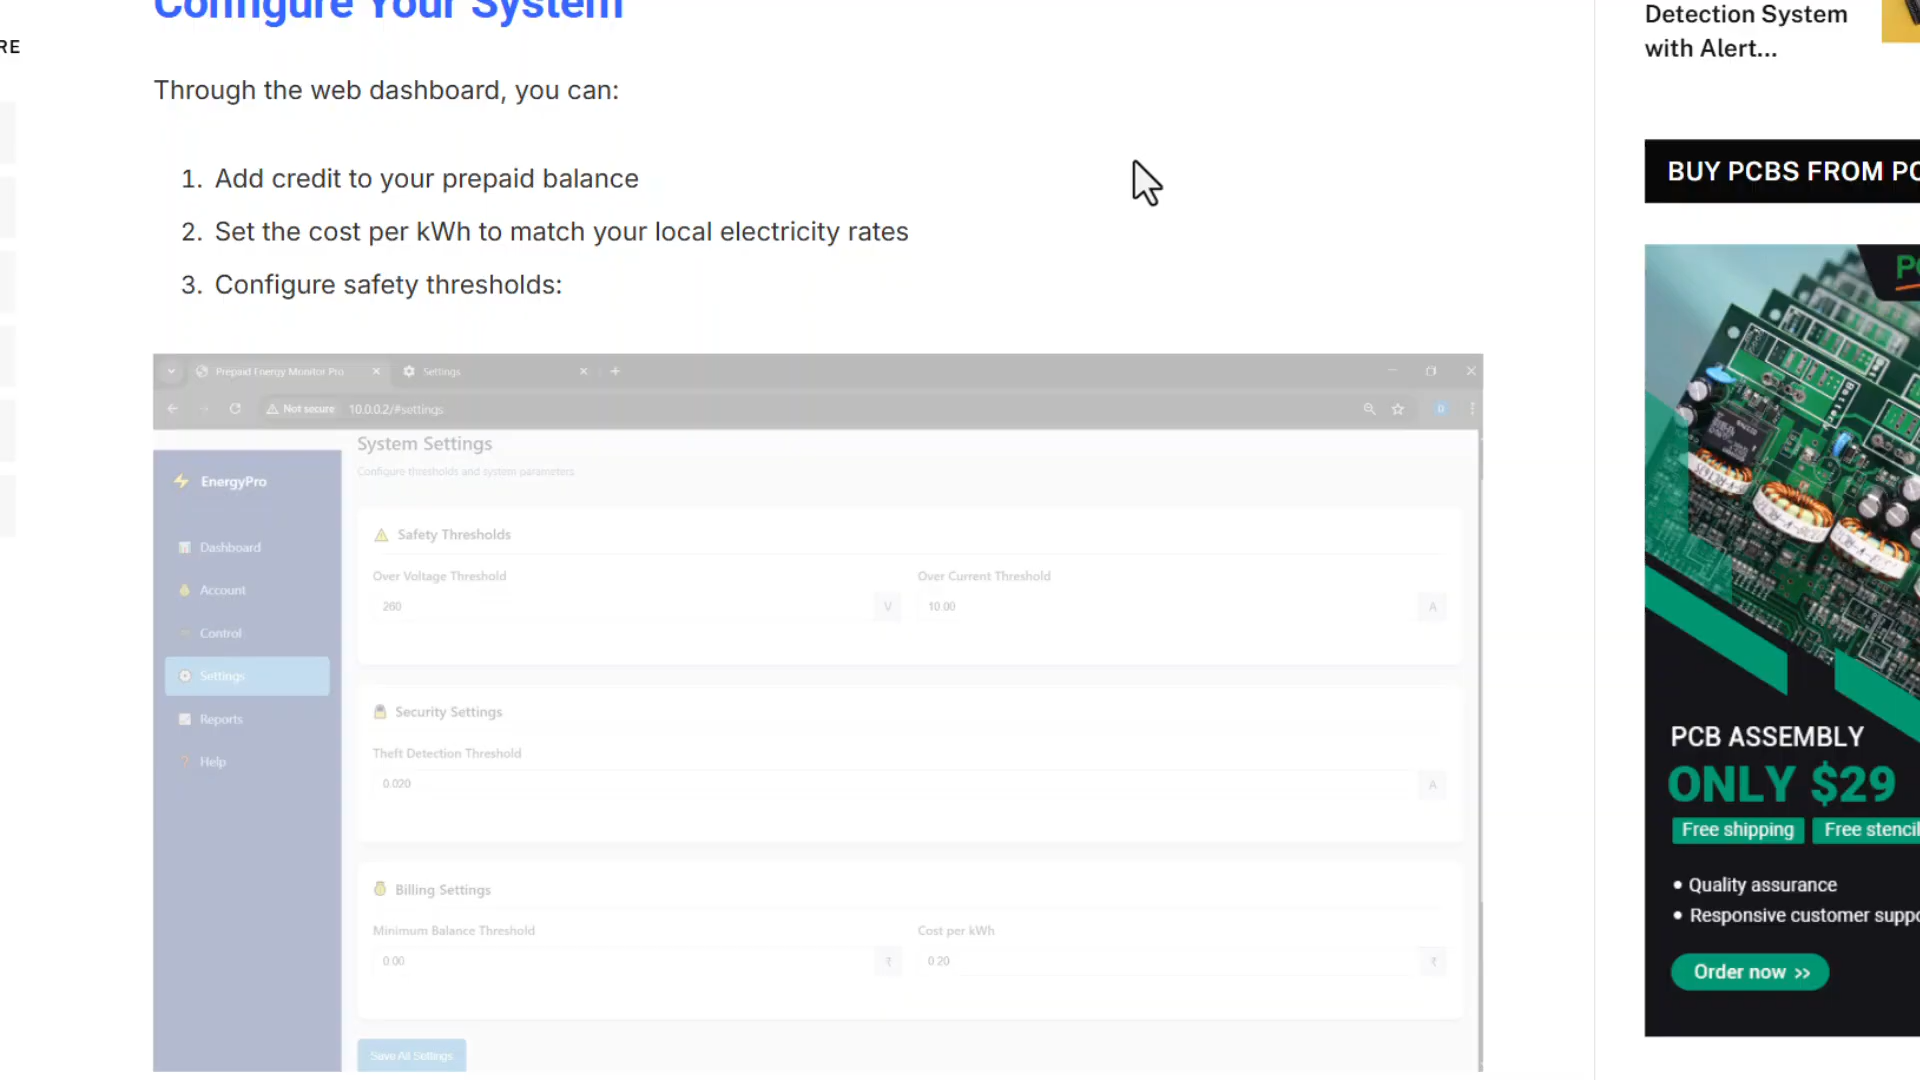 Configure Your System
RE
Through the web dashboard, you can:
1. Add credit to your prepaid balance
2. Set the cost per kWh to match your local electricity rates
3. Configure safety thresholds:
Prepaid Energy Monitor Pro
Settings
Not secure 10.0.0.2/#settings
D
EnergyPro
Dashboard
Account
Control
Settings
Reports
Help
System Settings
Configure thresholds and system parameters
Safety Thresholds
Over Voltage Threshold
260 V
Over Current Threshold
10.00 A
Security Settings
Theft Detection Threshold
0.020 A
Billing Settings
Minimum Balance Threshold
0.00 ₹
Cost per kWh
0.20 ₹
Save All Settings
Detection System
with Alert...
BUY PCBS FROM PC
PCB ASSEMBLY
ONLY $29
Free shipping
Free stencil
• Quality assurance
• Responsive customer suppo
Order now >>